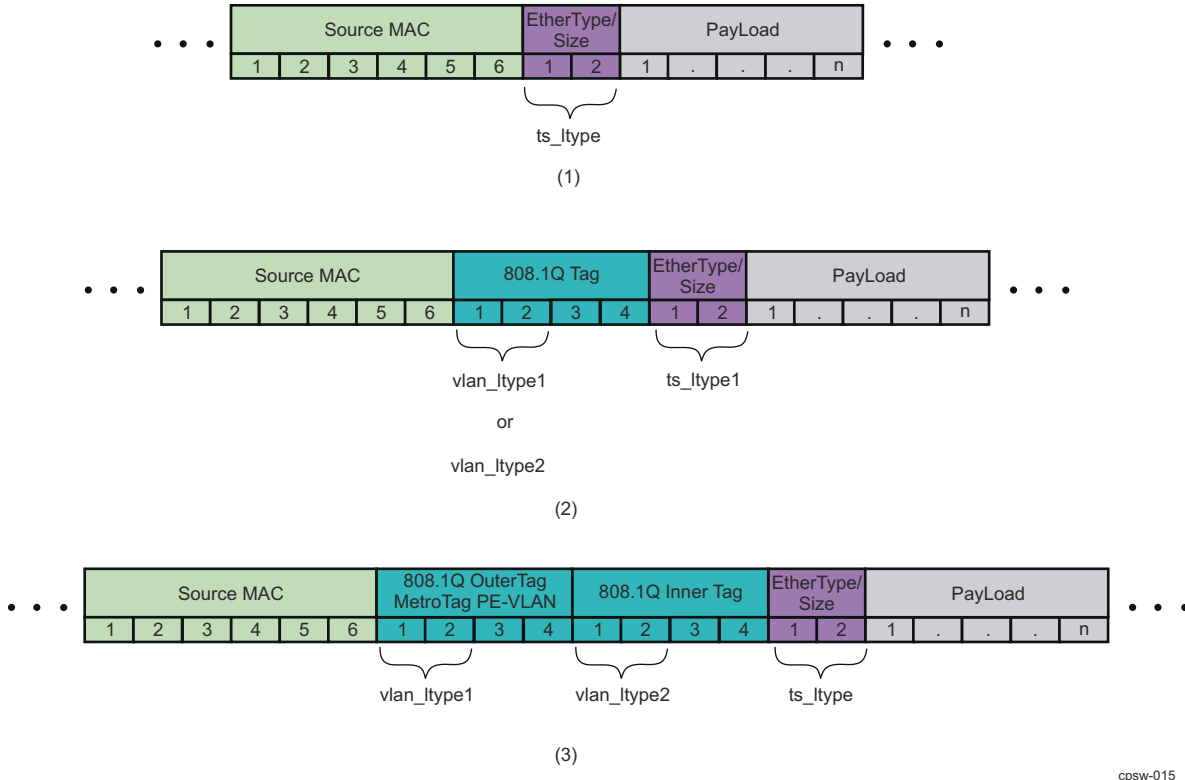 Source MAC EtherType/ Size PayLoad
1 2 3 4 5 6 1 2 1 . . . n
ts_ltype
(1)
Source MAC 808.1Q Tag EtherType/ Size PayLoad
1 2 3 4 5 6 1 2 3 4 1 2 1 . . . n
vlan_ltype1 ts_ltype1
or
vlan_ltype2
(2)
Source MAC 808.1Q OuterTag MetroTag PE-VLAN 808.1Q Inner Tag EtherType/ Size PayLoad
1 2 3 4 5 6 1 2 3 4 1 2 3 4 1 2 1 . . . n
vlan_ltype1 vlan_ltype2 ts_ltype
(3)
cpsw-015